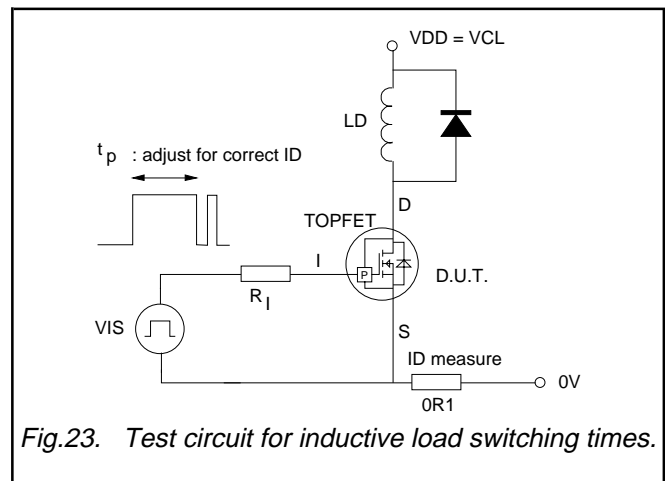 VDD = VCL
LD
t p : adjust for correct ID
D
TOPFET
I
P
D.U.T.
R I
VIS
S
ID measure
0V
0R1
Fig.23. Test circuit for inductive load switching times.